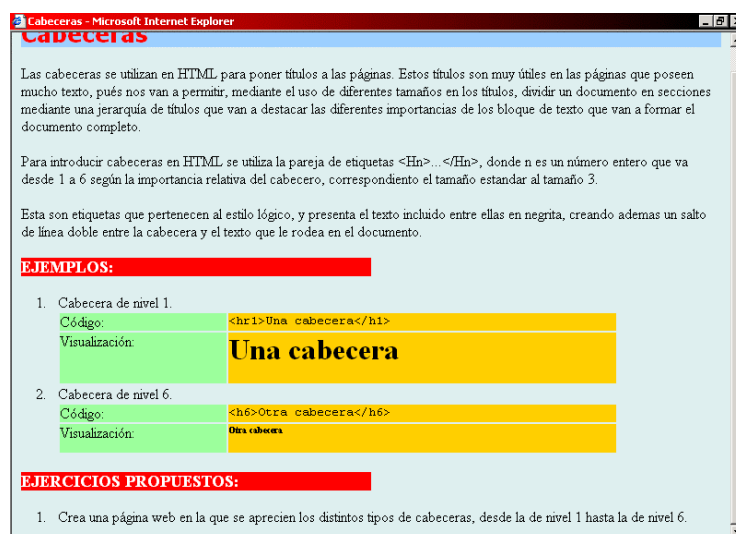 Cabeceras - Microsoft Internet Explorer
Cabeceras
Las cabeceras se utilizan en HTML para poner títulos a las páginas. Estos títulos son muy útiles en las páginas que poseen
mucho texto, pués nos van a permitir, mediante el uso de diferentes tamaños en los títulos, dividir un documento en secciones
mediante una jerarquía de títulos que van a destacar las diferentes importancias de los bloque de texto que van a formar el
documento completo.
Para introducir cabeceras en HTML se utiliza la pareja de etiquetas <Hn>...</Hn>, donde n es un número entero que va
desde 1 a 6 según la importancia relativa del cabecero, correspondiento el tamaño estandar al tamaño 3.
Esta son etiquetas que pertenecen al estilo lógico, y presenta el texto incluido entre ellas en negrita, creando ademas un salto
de línea doble entre la cabecera y el texto que le rodea en el documento.
EJEMPLOS:
1. Cabecera de nivel 1.
Código: <hr1>Una cabecera</h1>
Visualización: Una cabecera
2. Cabecera de nivel 6.
Código: <h6>Otra cabecera</h6>
Visualización: Otra cabecera
EJERCICIOS PROPUESTOS:
1. Crea una página web en la que se aprecien los distintos tipos de cabeceras, desde la de nivel 1 hasta la de nivel 6.